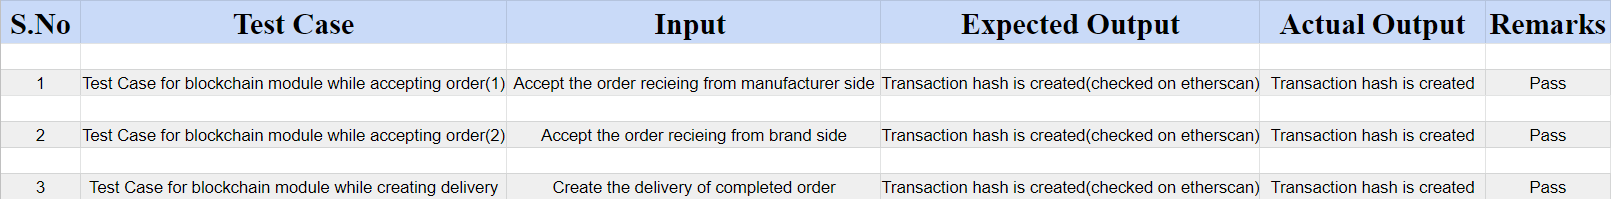 S.No Test Case Input Expected Output Actual Output Remarks
1 Test Case for blockchain module while accepting order(1) Accept the order recieing from manufacturer side Transaction hash is created(checked on etherscan) Transaction hash is created Pass
2 Test Case for blockchain module while accepting order(2) Accept the order recieing from brand side Transaction hash is created(checked on etherscan) Transaction hash is created Pass
3 Test Case for blockchain module while creating delivery Create the delivery of completed order Transaction hash is created(checked on etherscan) Transaction hash is created Pass